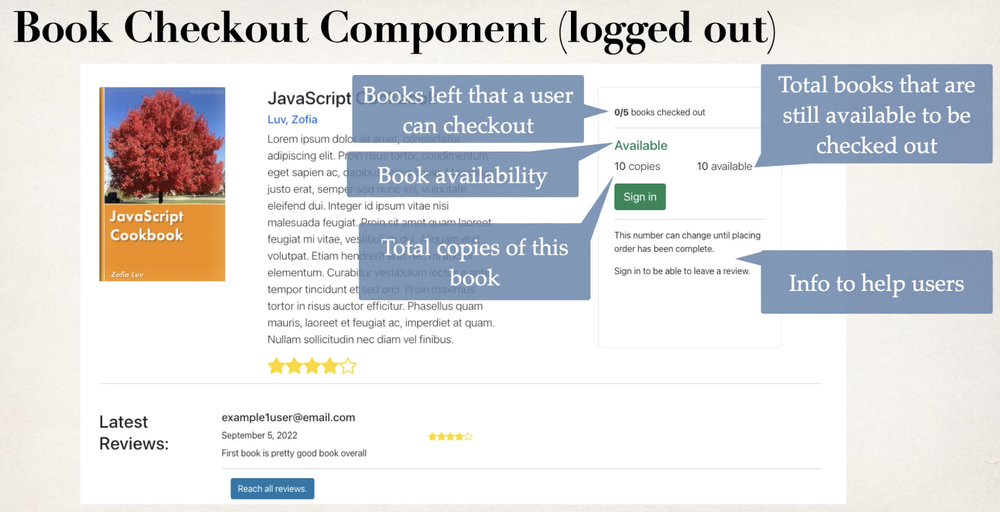 Book Checkout Component (logged out)
luv2code.com
JavaScript
Cookbook
Zofia Luv
JavaScript Cookbook
Luv, Zofia
Lorem ipsum dolor sit amet, consectetur
adipiscing elit. Proin risus tortor, condimentum
eget sapien ac, dapibus varius ligula. Maecenas
justo erat, semper sed nunc vel, vulputate
eleifend dui. Integer id ipsum vitae nisi
malesuada feugiat. Proin sit amet quam laoreet,
feugiat mi vitae, vestibulum dui. Aliquam erat
volutpat. Etiam hendrerit erat nec mi auctor
elementum. Curabitur vestibulum lectus a ante
tempor tincidunt et sed orci. Proin maximus
tortor in risus auctor efficitur. Phasellus quam
mauris, laoreet et feugiat ac, imperdiet at quam.
Nullam sollicitudin nec diam vel finibus.
Books left that a user
can checkout
Book availability
Total copies of this
book
0/5 books checked out
Available
10 copies
10 available
Sign in
This number can change until placing
order has been complete.
Sign in to be able to leave a review.
Total books that are
still available to be
checked out
Info to help users
Latest
Reviews:
example1user@email.com
September 5, 2022
First book is pretty good book overall
Reach all reviews.